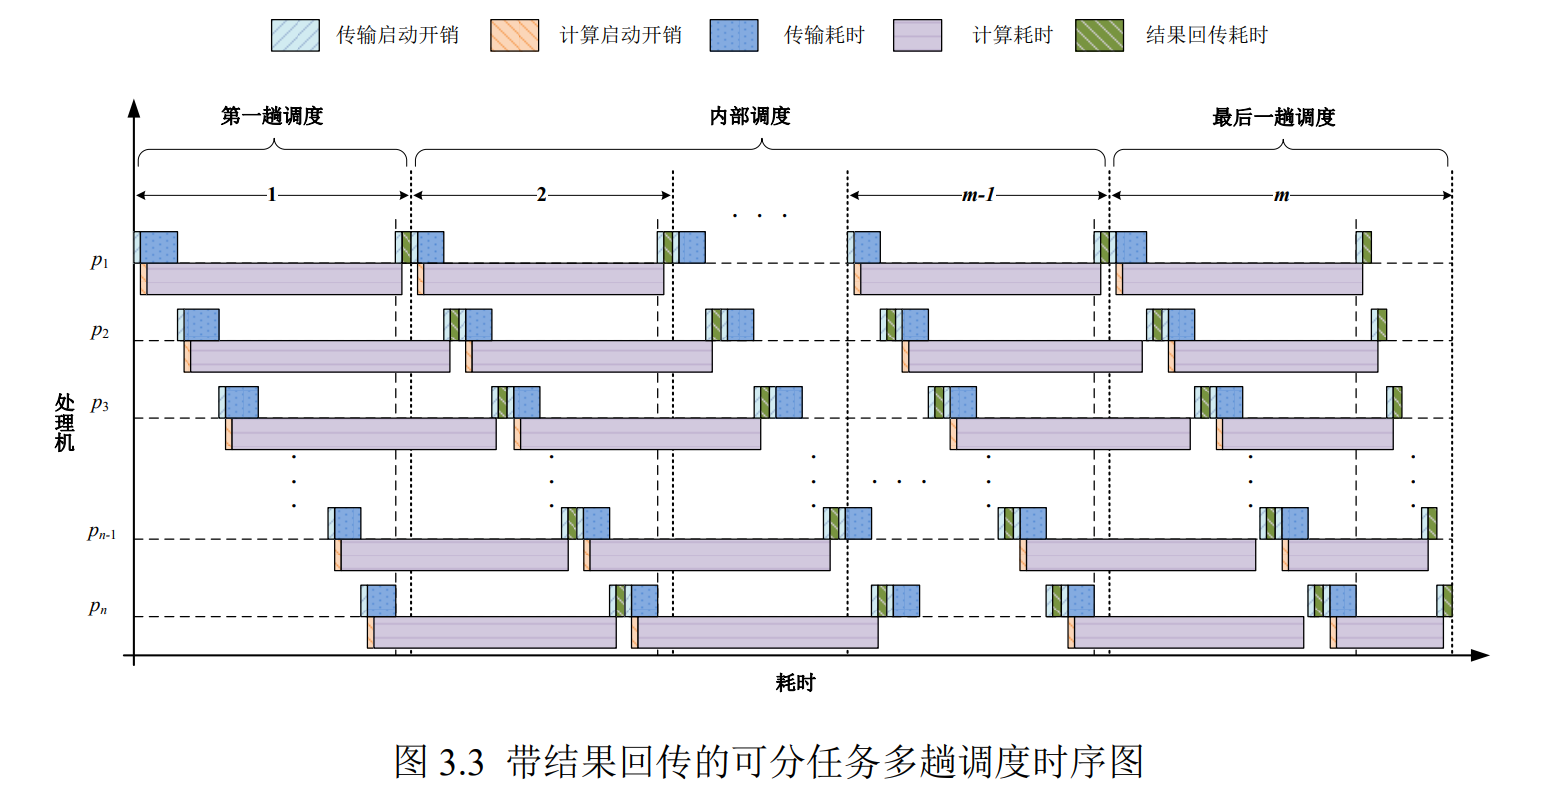 传输启动开销 计算启动开销 传输耗时 计算耗时 结果回传耗时
第一趟调度 内部调度 最后一趟调度
1 2 m-1 m
. . .
p1
p2
p3
. . .
pn-1
pn
处理机
耗时
图 3.3 带结果回传的可分任务多趟调度时序图